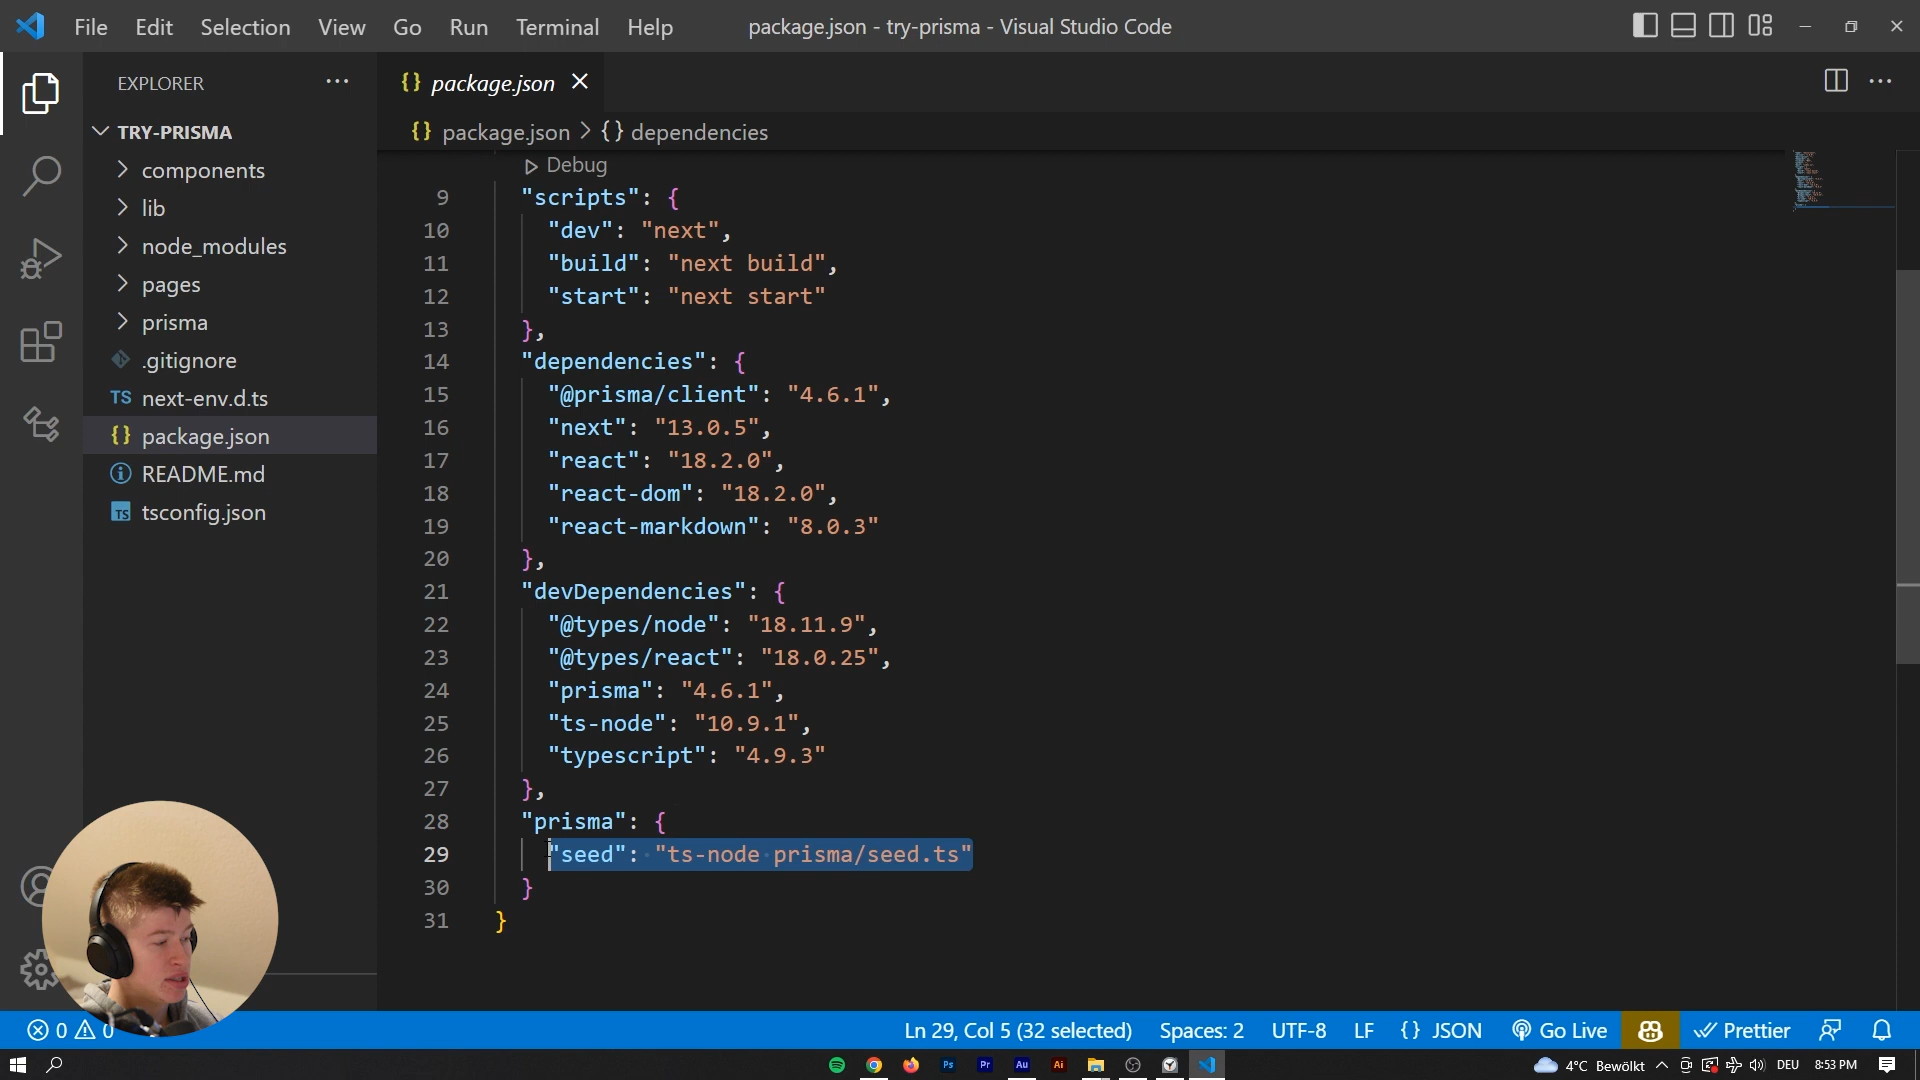 File Edit Selection View Go Run Terminal Help
package.json - try-prisma - Visual Studio Code
EXPLORER
TRY-PRISMA
components
lib
node_modules
pages
prisma
.gitignore
TS next-env.d.ts
{} package.json
README.md
TS tsconfig.json
{} package.json
{} package.json > {} dependencies
Debug
9 "scripts": {
10 "dev": "next",
11 "build": "next build",
12 "start": "next start"
13 },
14 "dependencies": {
15 "@prisma/client": "4.6.1",
16 "next": "13.0.5",
17 "react": "18.2.0",
18 "react-dom": "18.2.0",
19 "react-markdown": "8.0.3"
20 },
21 "devDependencies": {
22 "@types/node": "18.11.9",
23 "@types/react": "18.0.25",
24 "prisma": "4.6.1",
25 "ts-node": "10.9.1",
26 "typescript": "4.9.3"
27 },
28 "prisma": {
29 "seed": "ts-node prisma/seed.ts"
30 }
31 }
0 0 Ln 29, Col 5 (32 selected) Spaces: 2 UTF-8 LF {} JSON Go Live Prettier
Ps Pr Au Ai 4°C Bewölkt DEU 8:53 PM